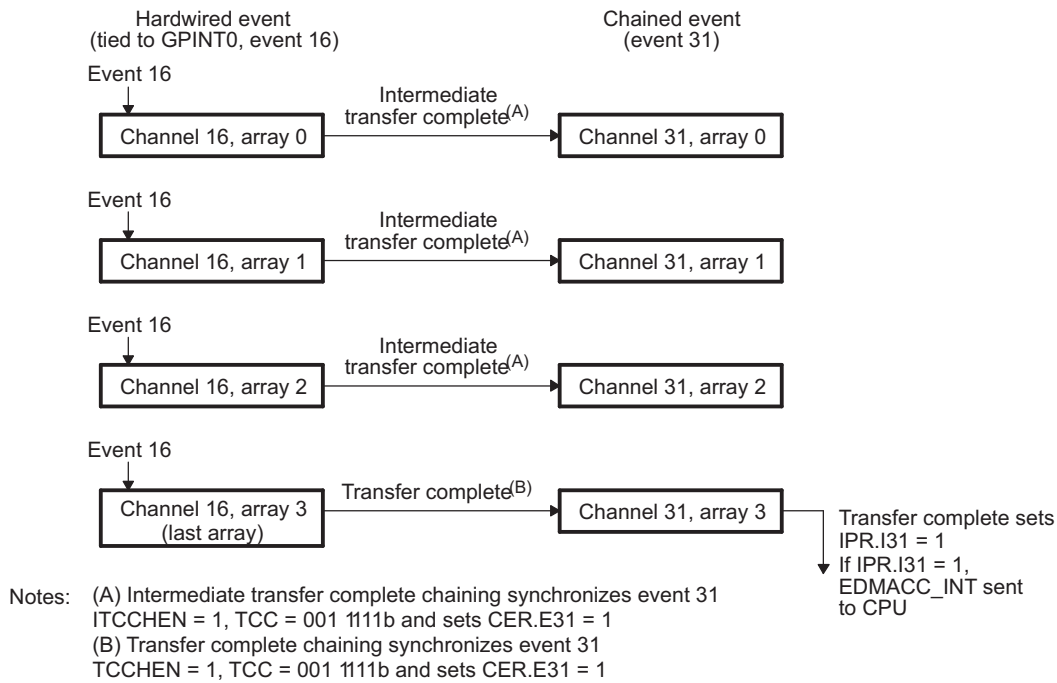 Hardwired event
(tied to GPINT0, event 16)
Chained event
(event 31)
Event 16
Channel 16, array 0
Intermediate
transfer complete(A)
Channel 31, array 0
Event 16
Channel 16, array 1
Intermediate
transfer complete(A)
Channel 31, array 1
Event 16
Channel 16, array 2
Intermediate
transfer complete(A)
Channel 31, array 2
Event 16
Channel 16, array 3
(last array)
Transfer complete(B)
Channel 31, array 3
Transfer complete sets
IPR.I31 = 1
If IPR.I31 = 1,
EDMACC_INT sent
to CPU
Notes: (A) Intermediate transfer complete chaining synchronizes event 31
ITCCHEN = 1, TCC = 001 1111b and sets CER.E31 = 1
(B) Transfer complete chaining synchronizes event 31
TCCHEN = 1, TCC = 001 1111b and sets CER.E31 = 1